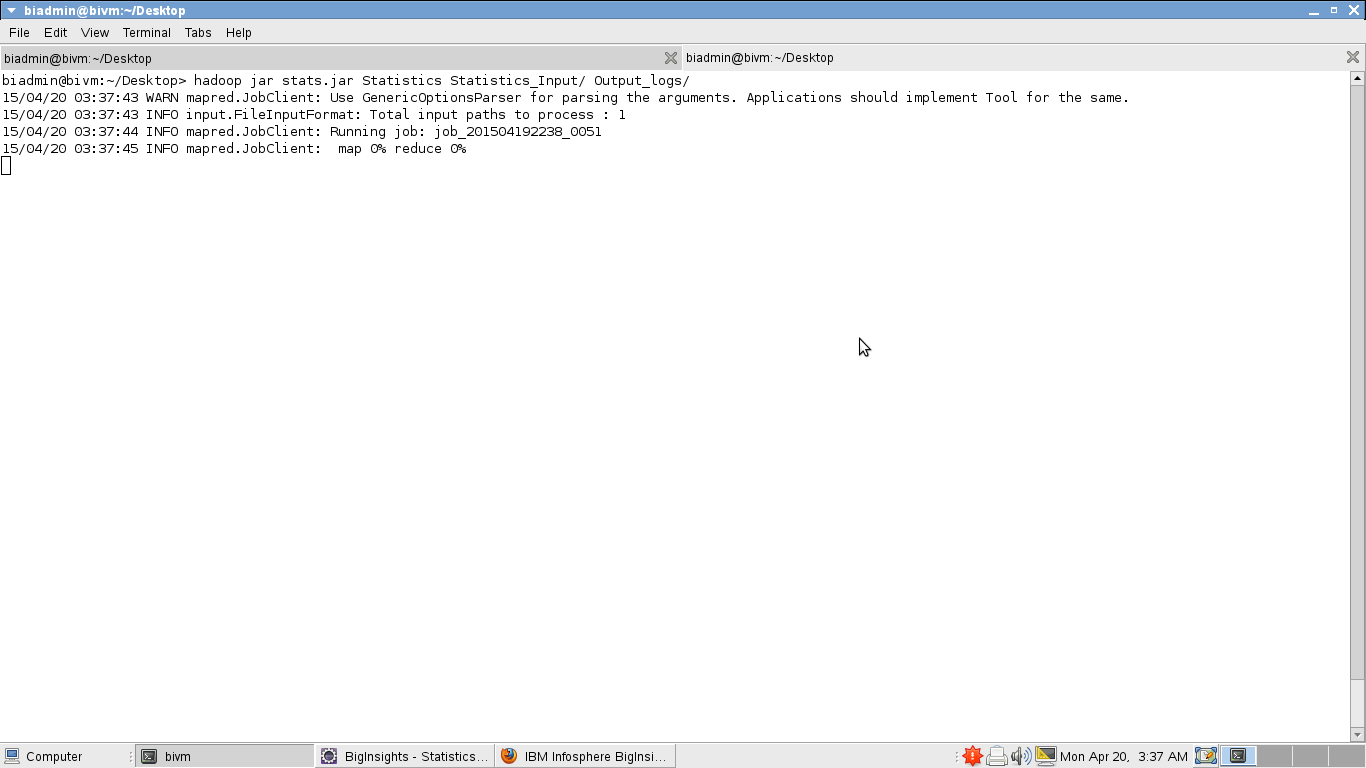 biadmin@bivm:~/Desktop
File Edit View Terminal Tabs Help
biadmin@bivm:~/Desktop biadmin@bivm:~/Desktop
biadmin@bivm:~/Desktop> hadoop jar stats.jar Statistics Statistics_Input/ Output_logs/
15/04/20 03:37:43 WARN mapred.JobClient: Use GenericOptionsParser for parsing the arguments. Applications should implement Tool for the same.
15/04/20 03:37:43 INFO input.FileInputFormat: Total input paths to process : 1
15/04/20 03:37:44 INFO mapred.JobClient: Running job: job_201504192238_0051
15/04/20 03:37:45 INFO mapred.JobClient:  map 0% reduce 0%
Computer bivm BigInsights - Statistics... IBM Infosphere BigInsi... Mon Apr 20, 3:37 AM